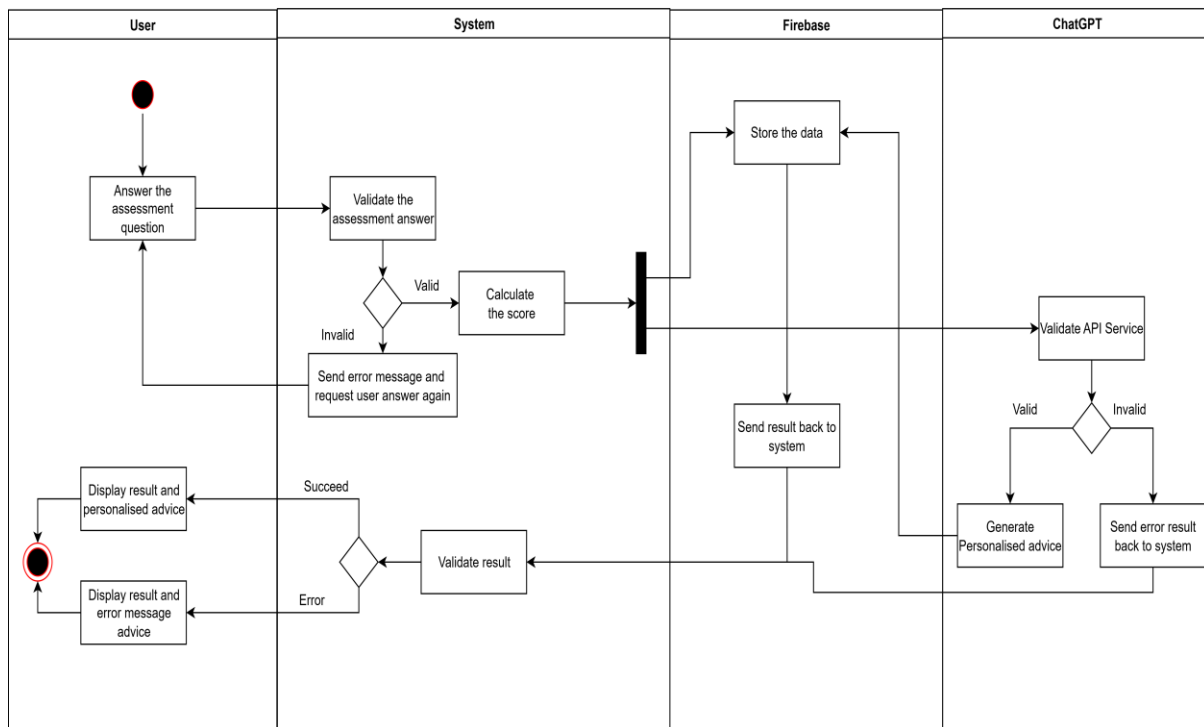 User
System
Firebase
ChatGPT
Store the data
Answer the
assessment
question
Validate the
assessment answer
Valid
Calculate
the score
Invalid
Send error message and
request user answer again
Validate API Service
Valid
Invalid
Send result back to
system
Display result and
personalised advice
Succeed
Generate
Personalised advice
Send error result
back to system
Validate result
Display result and
error message
advice
Error